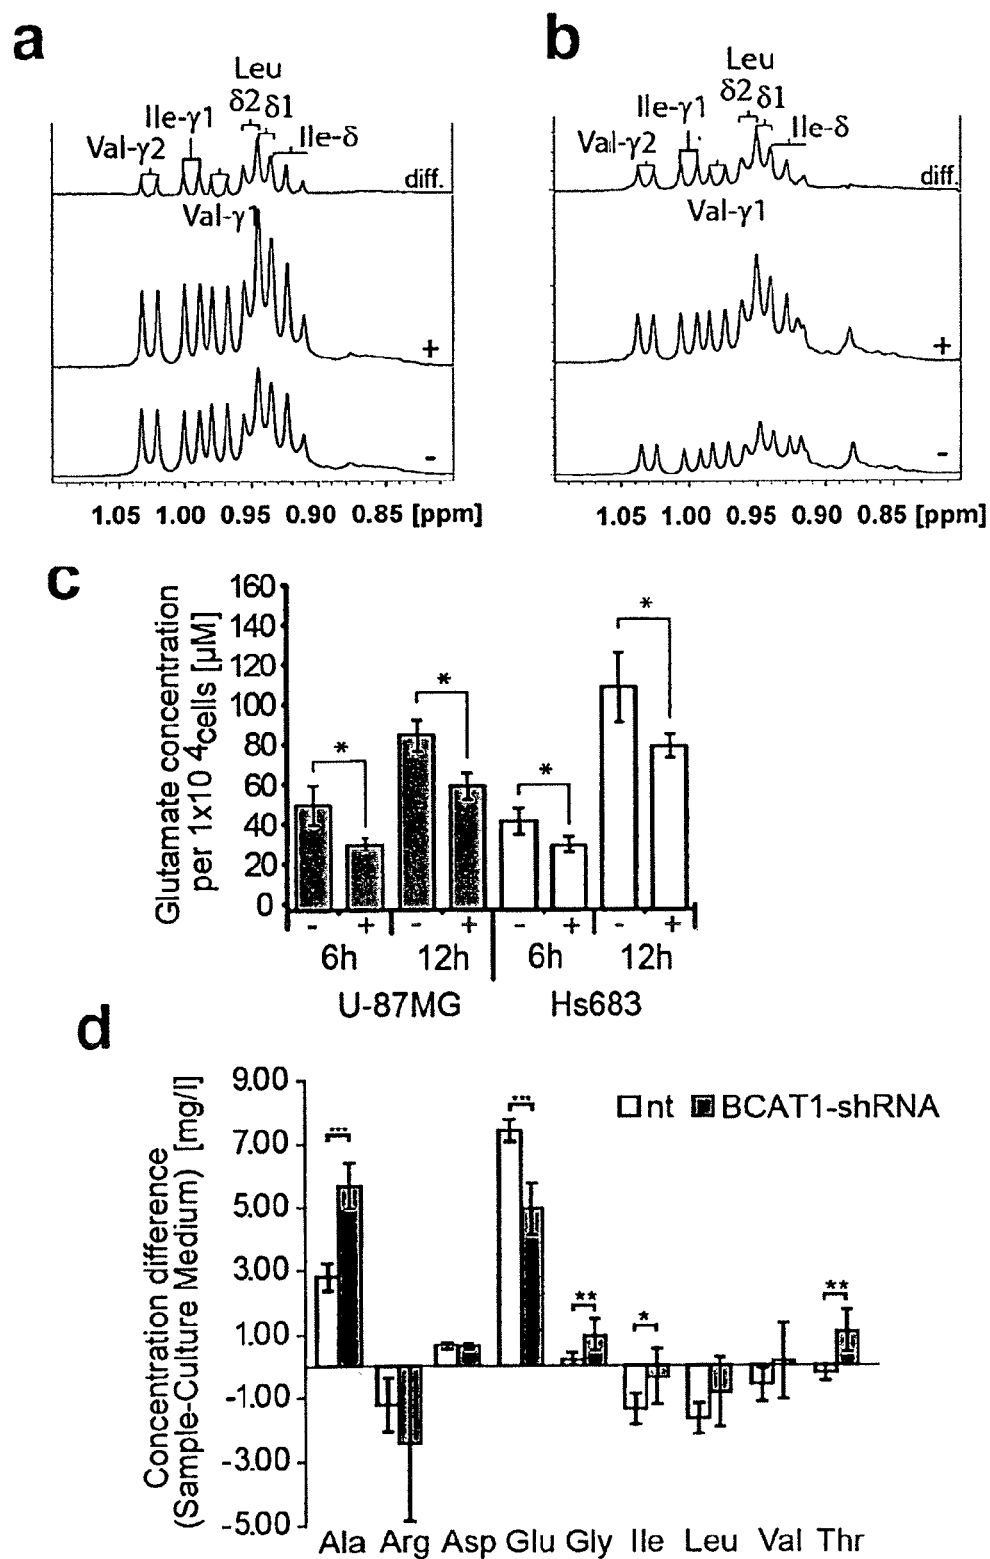 a
Leu
δ2 δ1
Ile-γ1
Ile-δ
Val-γ2
diff.
Val-γ1
+
-
1.05 1.00 0.95 0.90 0.85 [ppm]
b
Leu
δ2 δ1
Ile-γ1
Ile-δ
Val-γ2
diff.
Val-γ1
+
-
1.05 1.00 0.95 0.90 0.85 [ppm]
c
Glutamate concentration
per 1x10 4cells [µM]
160
140
120
100
80
60
40
20
0
* * * *
- + - + - + - +
6h 12h 6h 12h
U-87MG Hs683
d
Concentration difference
(Sample-Culture Medium) [mg/l]
9.00
7.00
5.00
3.00
1.00
-1.00
-3.00
-5.00
nt BCAT1-shRNA
*** *** ** * **
Ala Arg Asp Glu Gly Ile Leu Val Thr